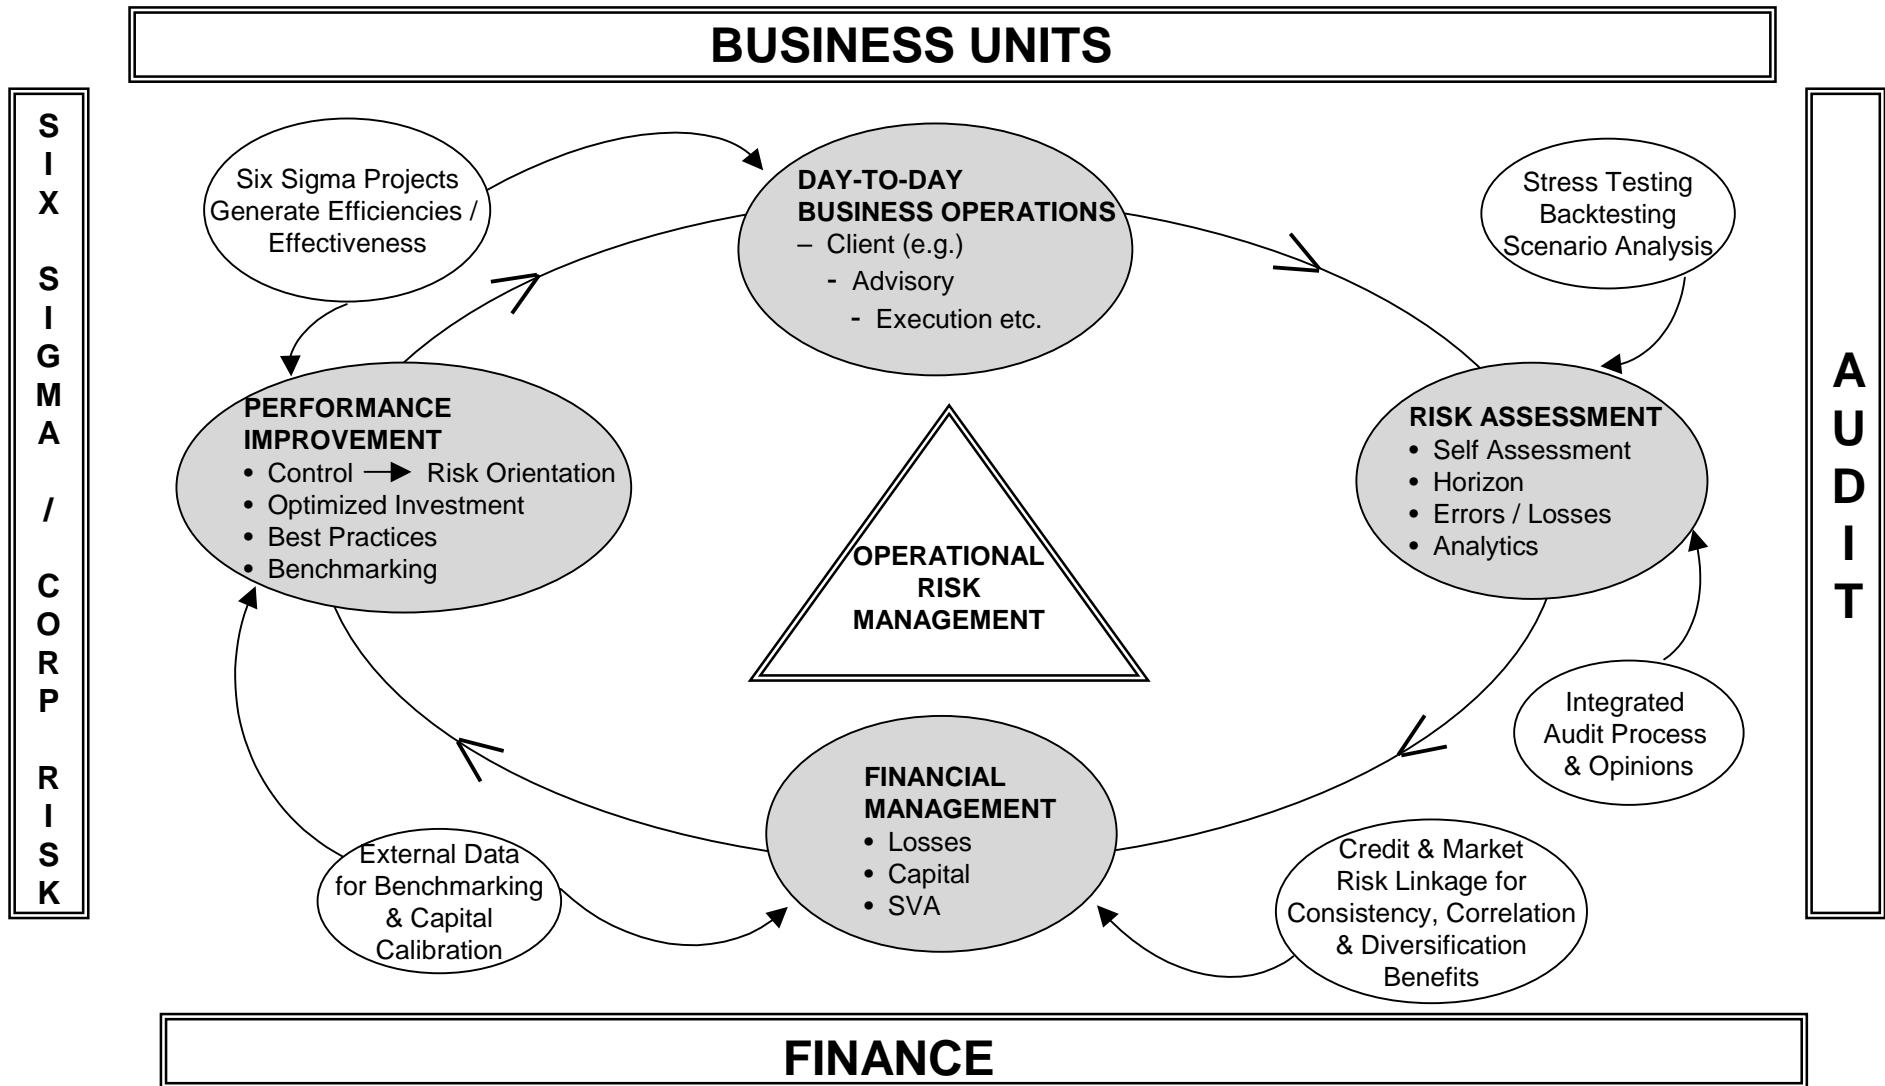 BUSINESS UNITS
SIX SIGMA / CORP RISK
Six Sigma Projects
Generate Efficiencies /
Effectiveness
DAY-TO-DAY
BUSINESS OPERATIONS
– Client (e.g.)
- Advisory
- Execution etc.
Stress Testing
Backtesting
Scenario Analysis
AUDIT
PERFORMANCE
IMPROVEMENT
• Control → Risk Orientation
• Optimized Investment
• Best Practices
• Benchmarking
OPERATIONAL
RISK
MANAGEMENT
RISK ASSESSMENT
• Self Assessment
• Horizon
• Errors / Losses
• Analytics
Integrated
Audit Process
& Opinions
FINANCIAL
MANAGEMENT
• Losses
• Capital
• SVA
External Data
for Benchmarking
& Capital
Calibration
Credit & Market
Risk Linkage for
Consistency, Correlation
& Diversification
Benefits
FINANCE